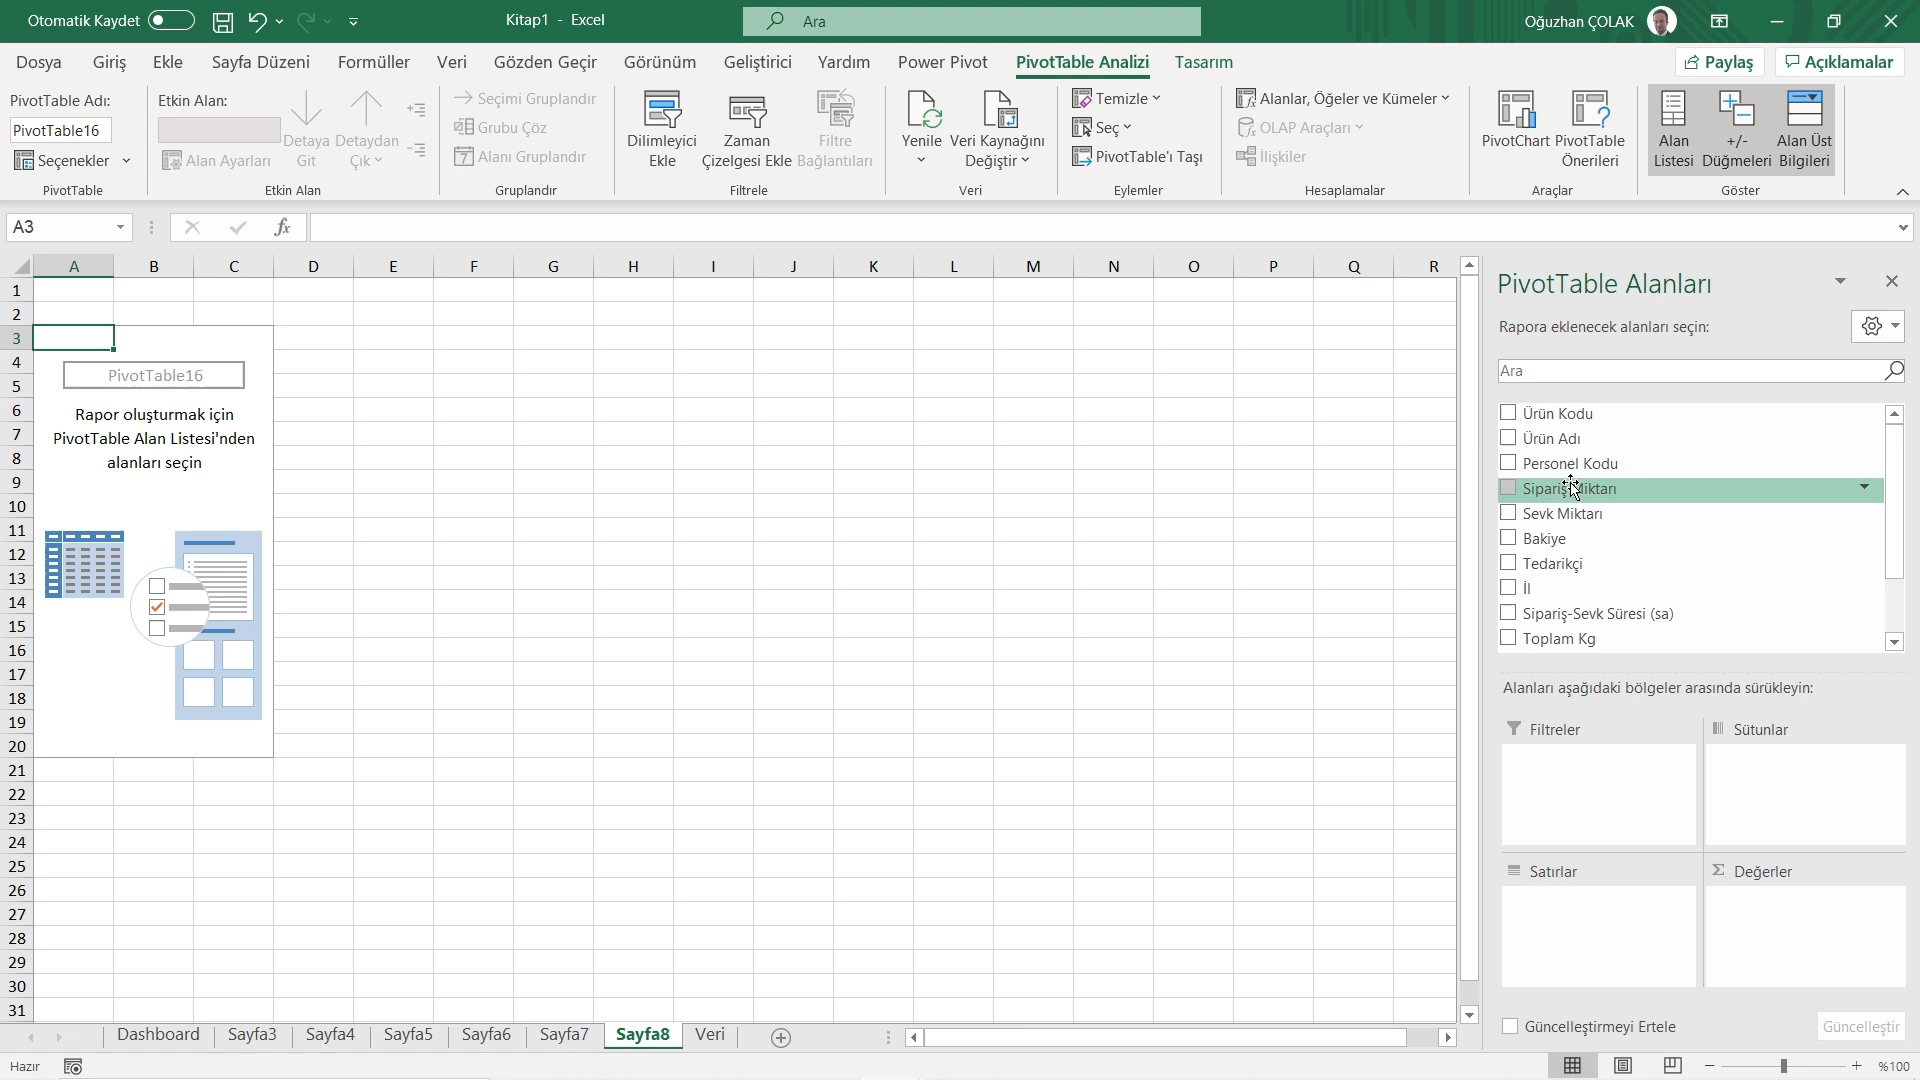 Otomatik Kaydet
Kitap1 - Excel
Ara
Oğuzhan ÇOLAK
Dosya Giriş Ekle Sayfa Düzeni Formüller Veri Gözden Geçir Görünüm Geliştirici Yardım Power Pivot PivotTable Analizi Tasarım
Paylaş
Açıklamalar
PivotTable Adı:
PivotTable16
Seçenekler
PivotTable
Etkin Alan:
Alan Ayarları
Detaya Git
Detaydan Çık
Etkin Alan
Seçimi Gruplandır
Grubu Çöz
Alanı Gruplandır
Gruplandır
Dilimleyici Ekle
Zaman Çizelgesi Ekle
Filtre Bağlantıları
Filtrele
Yenile
Veri Kaynağını Değiştir
Veri
Temizle
Seç
PivotTable'ı Taşı
Eylemler
Alanlar, Öğeler ve Kümeler
OLAP Araçları
İlişkiler
Hesaplamalar
PivotChart
PivotTable Önerileri
Araçlar
Alan Listesi
+/- Düğmeleri
Alan Üst Bilgileri
Göster
A3
fx
A B C D E F G H I J K L M N O P Q R
1
2
3
4
5
6
7
8
9
10
11
12
13
14
15
16
17
18
19
20
21
22
23
24
25
26
27
28
29
30
31
PivotTable16
Rapor oluşturmak için
PivotTable Alan Listesi'nden
alanları seçin
PivotTable Alanları
Rapora eklenecek alanları seçin:
Ara
Ürün Kodu
Ürün Adı
Personel Kodu
Sipariş Miktarı
Sevk Miktarı
Bakiye
Tedarikçi
İl
Sipariş-Sevk Süresi (sa)
Toplam Kg
Alanları aşağıdaki bölgeler arasında sürükleyin:
Filtreler
Sütunlar
Satırlar
Σ Değerler
Güncelleştirmeyi Ertele
Güncelleştir
Dashboard Sayfa3 Sayfa4 Sayfa5 Sayfa6 Sayfa7 Sayfa8 Veri
Hazır
%100